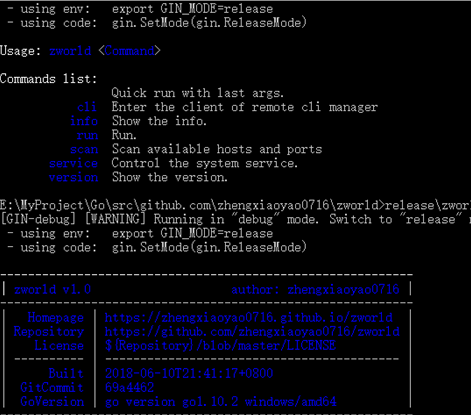 - using env:   export GIN_MODE=release
- using code:  gin.SetMode(gin.ReleaseMode)
Usage: zworld <Command>
Commands list:
Quick run with last args.
cli   Enter the client of remote cli manager
info   Show the info.
run   Run.
scan   Scan available hosts and ports
service   Control the system service.
version   Show the version.
E:\MyProject\Go\src\github.com\zhengxiaoyao0716\zworld>release\zworl
[GIN-debug] [WARNING] Running in "debug" mode. Switch to "release"
- using env:   export GIN_MODE=release
- using code:  gin.SetMode(gin.ReleaseMode)
zworld v1.0   author: zhengxiaoyao0716
Homepage | https://zhengxiaoyao0716.github.io/zworld
Repository | https://github.com/zhengxiaoyao0716/zworld
License | ${Repository}/blob/master/LICENSE
Built | 2018-06-10T21:41:17+0800
GitCommit | 69a4462
GoVersion | go version go1.10.2 windows/amd64